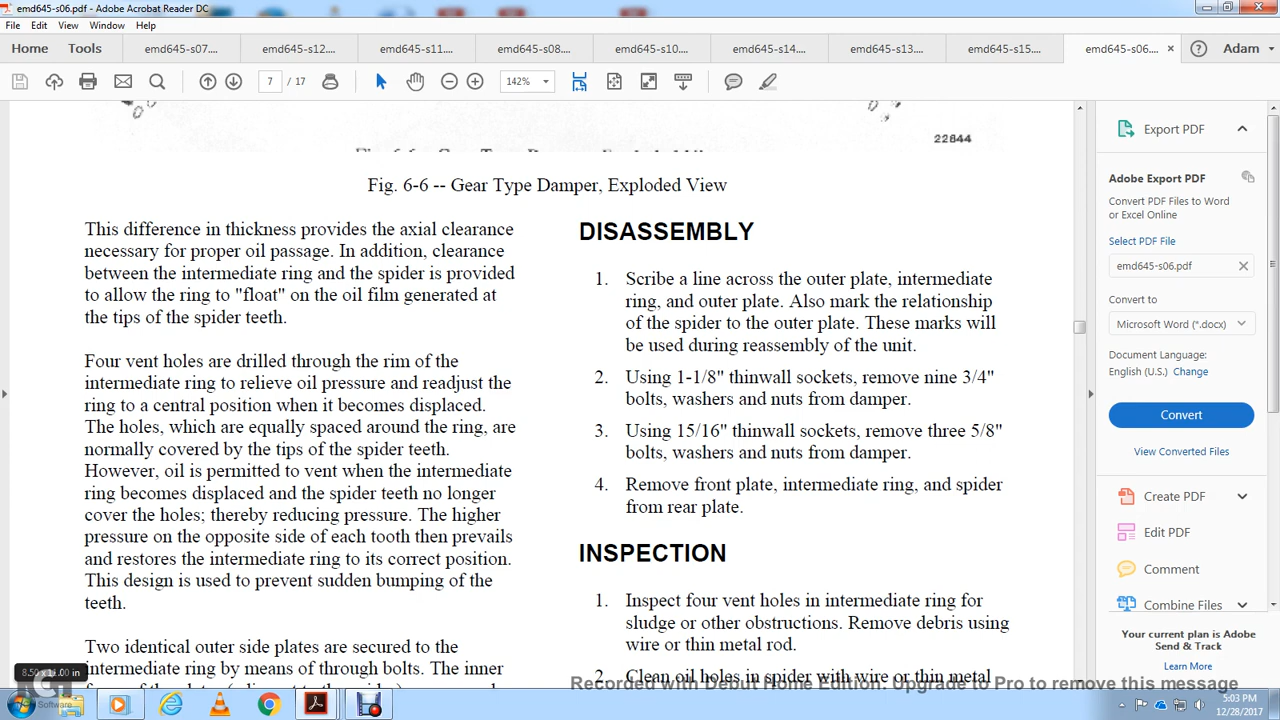 emd645-s06.pdf - Adobe Acrobat Reader DC
File Edit View Window Help
Home Tools emd645-s07.... emd645-s12.... emd645-s11.... emd645-s08.... emd645-s10.... emd645-s14.... emd645-s13.... emd645-s15.... emd645-s06.... Adam
7 / 17 142%
22844
Fig. 6-6 -- Gear Type Damper, Exploded View
This difference in thickness provides the axial clearance
necessary for proper oil passage. In addition, clearance
between the intermediate ring and the spider is provided
to allow the ring to "float" on the oil film generated at
the tips of the spider teeth.
Four vent holes are drilled through the rim of the
intermediate ring to relieve oil pressure and readjust the
ring to a central position when it becomes displaced.
The holes, which are equally spaced around the ring, are
normally covered by the tips of the spider teeth.
However, oil is permitted to vent when the intermediate
ring becomes displaced and the spider teeth no longer
cover the holes; thereby reducing pressure. The higher
pressure on the opposite side of each tooth then prevails
and restores the intermediate ring to its correct position.
This design is used to prevent sudden bumping of the
teeth.
Two identical outer side plates are secured to the
intermediate ring by means of through bolts. The inner
DISASSEMBLY
1. Scribe a line across the outer plate, intermediate
ring, and outer plate. Also mark the relationship
of the spider to the outer plate. These marks will
be used during reassembly of the unit.
2. Using 1-1/8" thinwall sockets, remove nine 3/4"
bolts, washers and nuts from damper.
3. Using 15/16" thinwall sockets, remove three 5/8"
bolts, washers and nuts from damper.
4. Remove front plate, intermediate ring, and spider
from rear plate.
INSPECTION
1. Inspect four vent holes in intermediate ring for
sludge or other obstructions. Remove debris using
wire or thin metal rod.
2. Clean oil holes in spider with wire or thin metal
Export PDF
Adobe Export PDF
Convert PDF Files to Word
or Excel Online
Select PDF File
emd645-s06.pdf
Convert to
Microsoft Word (*.docx)
Document Language:
English (U.S.) Change
Convert
View Converted Files
Create PDF
Edit PDF
Comment
Combine Files
Your current plan is Adobe
Send & Track
Learn More
8.50 x 11.00 in
Software
Recorded with Debut Home Edition. Upgrade to Pro to remove this message
5:03 PM
12/28/2017